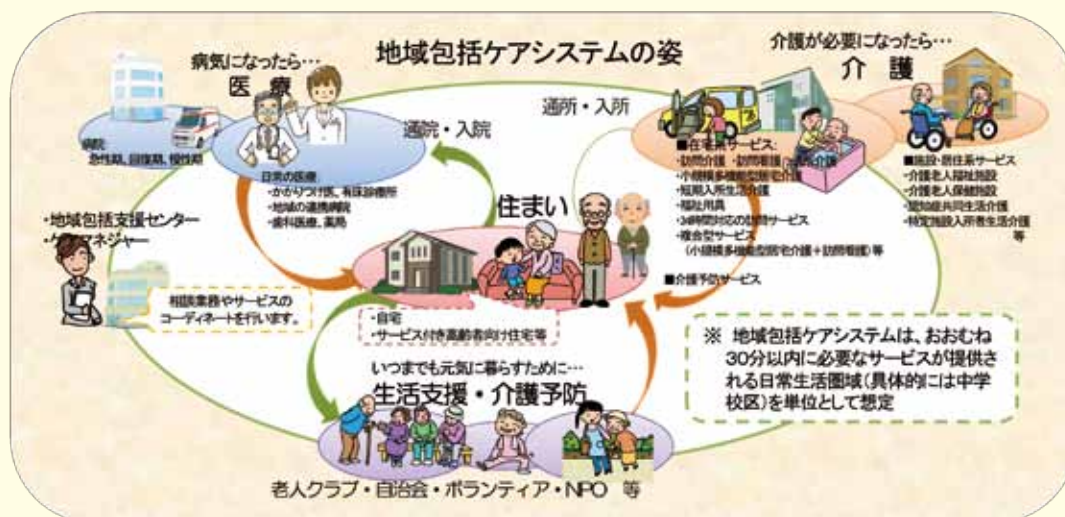 地域包括ケアシステムの姿
病気になったら…
医 療
介護が必要になったら…
介 護
病院:
急性期、回復期、慢性期
日常の医療:
・かかりつけ医、有床診療所
・地域の連携病院
・歯科医療、薬局
通院・入院
通所・入所
■在宅系サービス:
・訪問介護 ・訪問看護
・小規模多機能型居宅介護
・短期入所生活介護
・福祉用具
・24時間対応の訪問サービス
・複合型サービス
(小規模多機能型居宅介護+訪問看護)等
■介護予防サービス
■施設・居住系サービス
・介護老人福祉施設
・介護老人保健施設
・認知症共同生活介護
・特定施設入所者生活介護
等
・地域包括支援センター
・ケアマネジャー
相談業務やサービスの
コーディネートを行います。
住まい
・自宅
・サービス付き高齢者向け住宅等
いつまでも元気に暮らすために…
生活支援・介護予防
老人クラブ・自治会・ボランティア・NPO 等
※ 地域包括ケアシステムは、おおむね
30分以内に必要なサービスが提供さ
れる日常生活圏域(具体的には中学
校区)を単位として想定